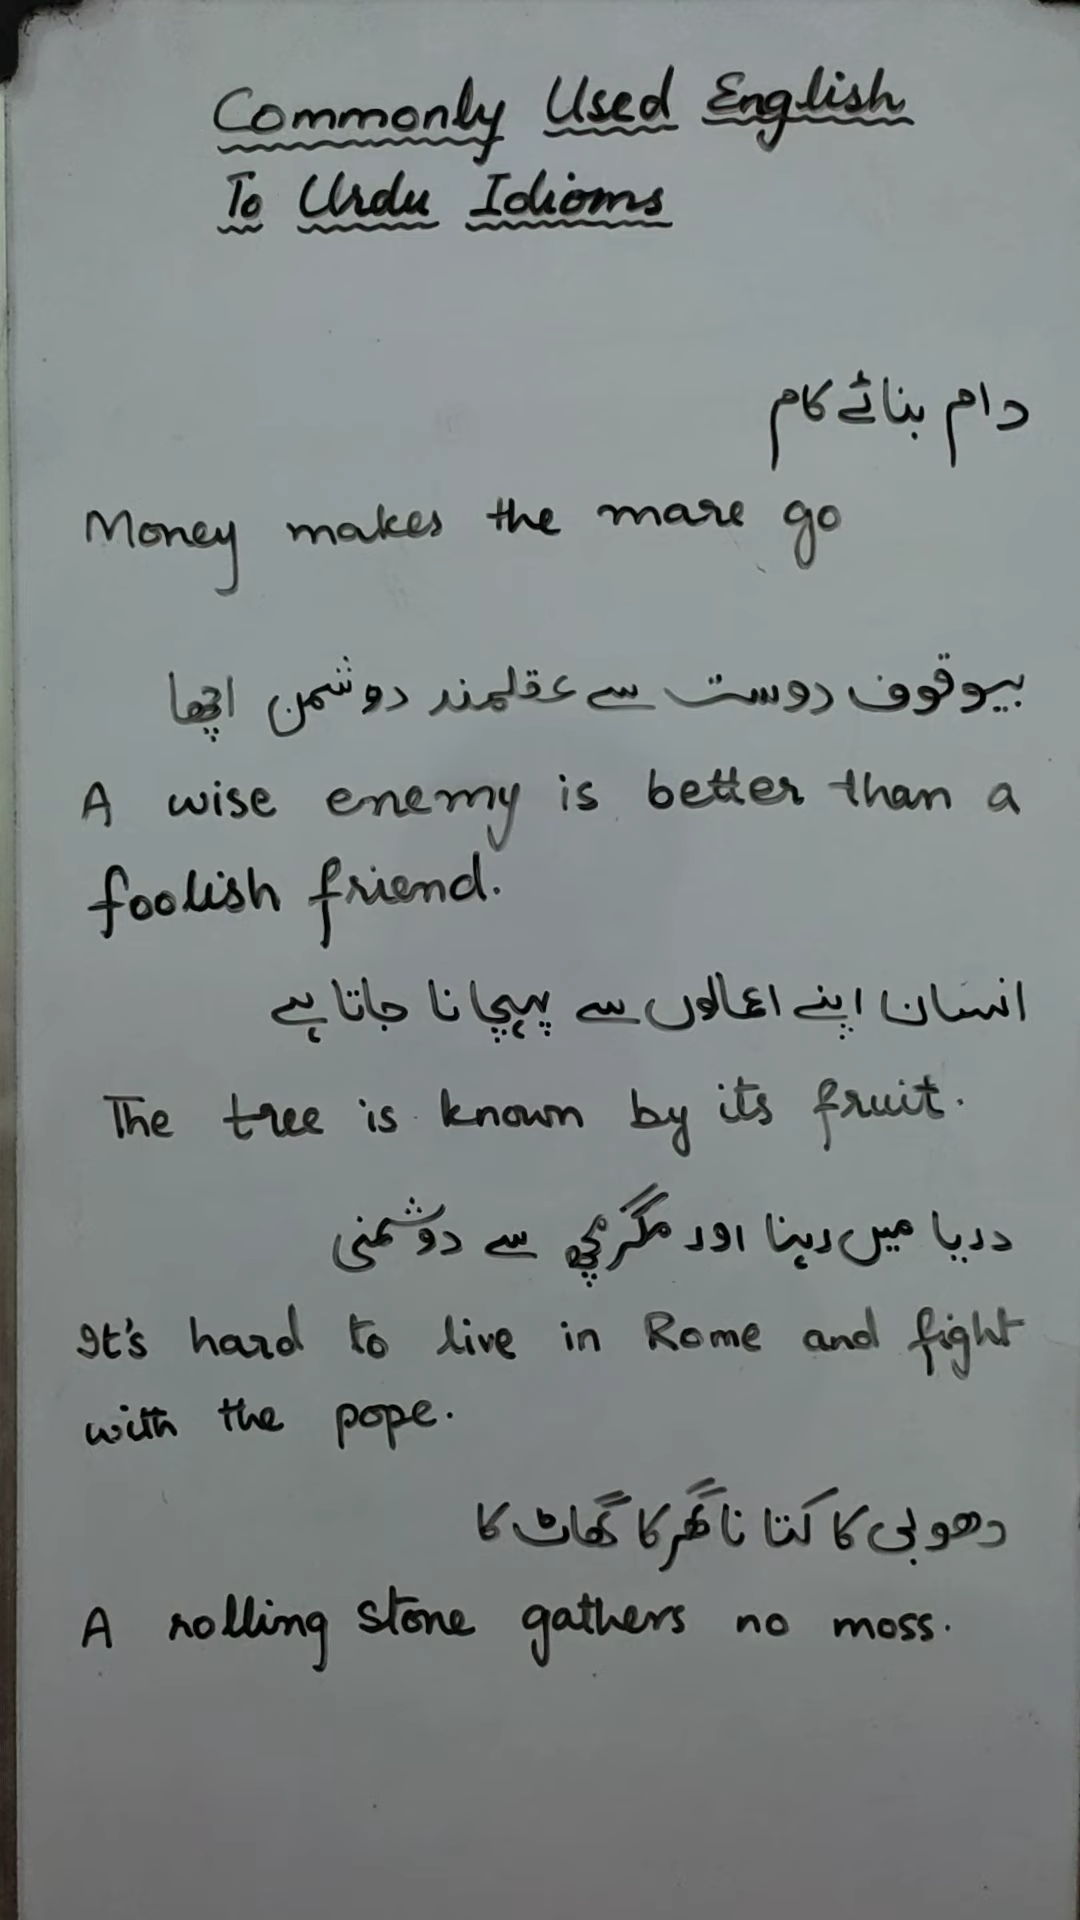 Commonly Used English
To Urdu Idioms
دام بنائے کام
Money makes the mare go
بیوقوف دوست سے عقلمند دوشمن اچھا
A wise enemy is better than a
foolish friend.
انسان اپنے اعمالوں سے پہچانا جاتا ہے
The tree is known by its fruit.
دریا میں رہنا اور مگرمچھ سے دوشمنی
It's hard to live in Rome and fight
with the pope.
دھوبی کا کتا نا گھر کا گھاٹ کا
A rolling stone gathers no moss.